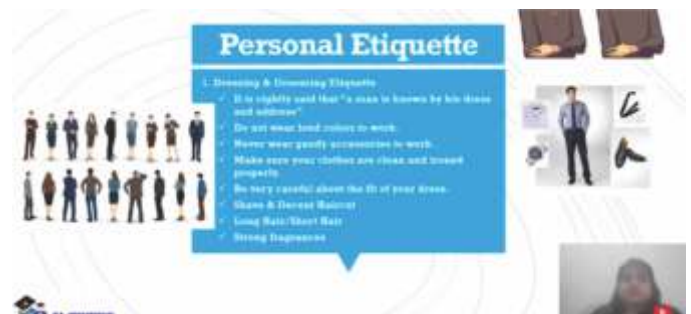 Personal Etiquette
1. Dressing & Grooming Etiquette
It is rightly said that "a man is known by his dress
and address".
Do not wear loud colors to work.
Never wear gaudy accessories to work.
Make sure your clothes are clean and ironed
properly.
Be very careful about the fit of your dress.
Shave & Decent Haircut
Long Hair/Short Hair
Strong fragrances